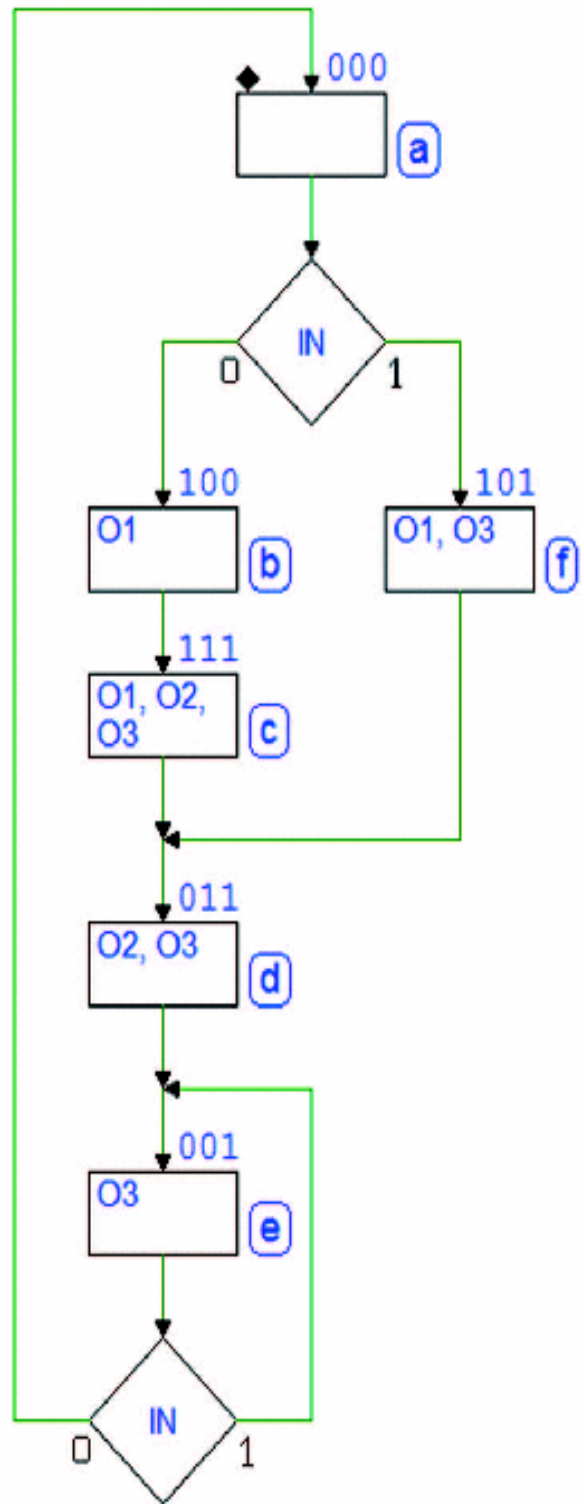 000
a
IN
0 1
100
O1
b
101
O1, O3
f
111
O1, O2,
O3
c
011
O2, O3
d
001
O3
e
IN
0 1